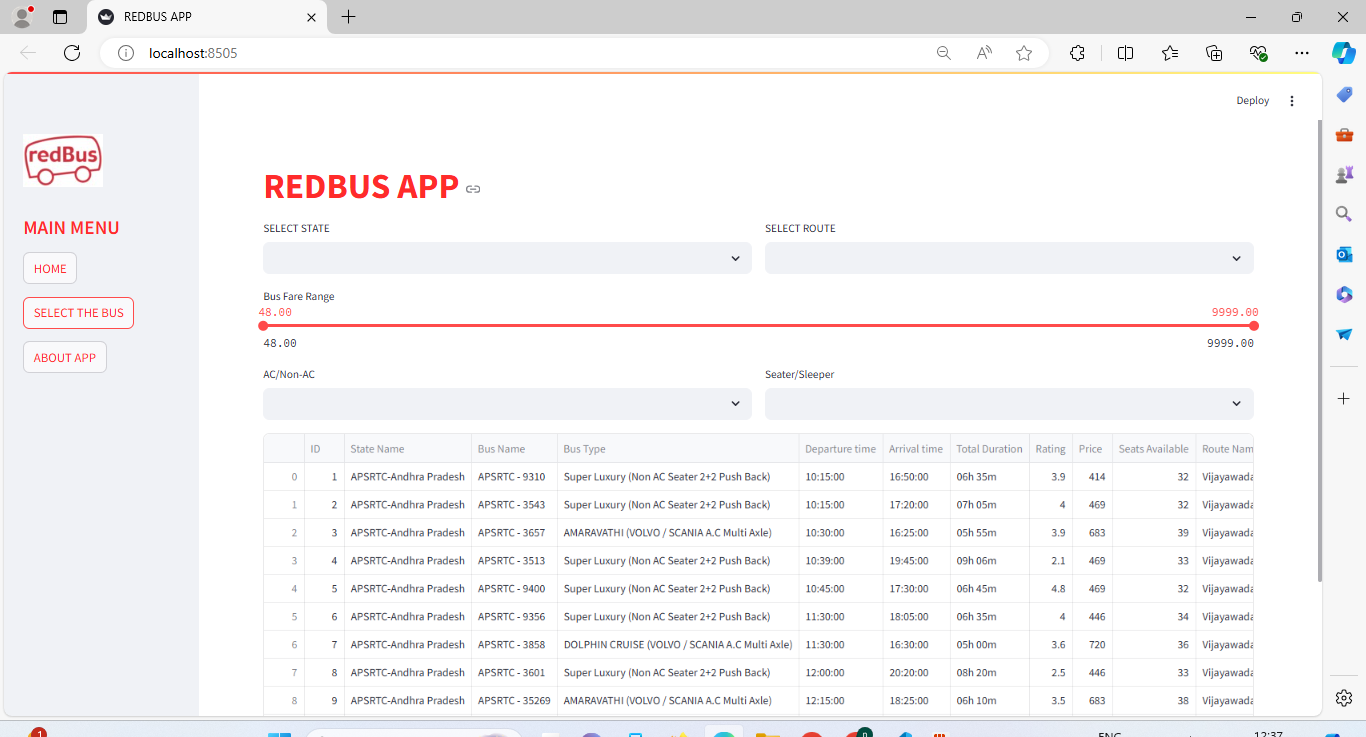 REDBUS APP
localhost:8505
Deploy
redBus
MAIN MENU
HOME
SELECT THE BUS
ABOUT APP
REDBUS APP
SELECT STATE SELECT ROUTE
Bus Fare Range
48.00 9999.00
48.00 9999.00
AC/Non-AC Seater/Sleeper
ID State Name Bus Name Bus Type Departure time Arrival time Total Duration Rating Price Seats Available Route Nam
0 1 APSRTC-Andhra Pradesh APSRTC - 9310 Super Luxury (Non AC Seater 2+2 Push Back) 10:15:00 16:50:00 06h 35m 3.9 414 32 Vijayawada
1 2 APSRTC-Andhra Pradesh APSRTC - 3543 Super Luxury (Non AC Seater 2+2 Push Back) 10:15:00 17:20:00 07h 05m 4 469 32 Vijayawada
2 3 APSRTC-Andhra Pradesh APSRTC - 3657 AMARAVATHI (VOLVO / SCANIA A.C Multi Axle) 10:30:00 16:25:00 05h 55m 3.9 683 39 Vijayawada
3 4 APSRTC-Andhra Pradesh APSRTC - 3513 Super Luxury (Non AC Seater 2+2 Push Back) 10:39:00 19:45:00 09h 06m 2.1 469 33 Vijayawada
4 5 APSRTC-Andhra Pradesh APSRTC - 9400 Super Luxury (Non AC Seater 2+2 Push Back) 10:45:00 17:30:00 06h 45m 4.8 469 32 Vijayawada
5 6 APSRTC-Andhra Pradesh APSRTC - 9356 Super Luxury (Non AC Seater 2+2 Push Back) 11:30:00 18:05:00 06h 35m 4 446 34 Vijayawada
6 7 APSRTC-Andhra Pradesh APSRTC - 3858 DOLPHIN CRUISE (VOLVO / SCANIA A.C Multi Axle) 11:30:00 16:30:00 05h 00m 3.6 720 36 Vijayawada
7 8 APSRTC-Andhra Pradesh APSRTC - 3601 Super Luxury (Non AC Seater 2+2 Push Back) 12:00:00 20:20:00 08h 20m 2.5 446 33 Vijayawada
8 9 APSRTC-Andhra Pradesh APSRTC - 35269 AMARAVATHI (VOLVO / SCANIA A.C Multi Axle) 12:15:00 18:25:00 06h 10m 3.5 683 38 Vijayawada
1 ENG 12:37